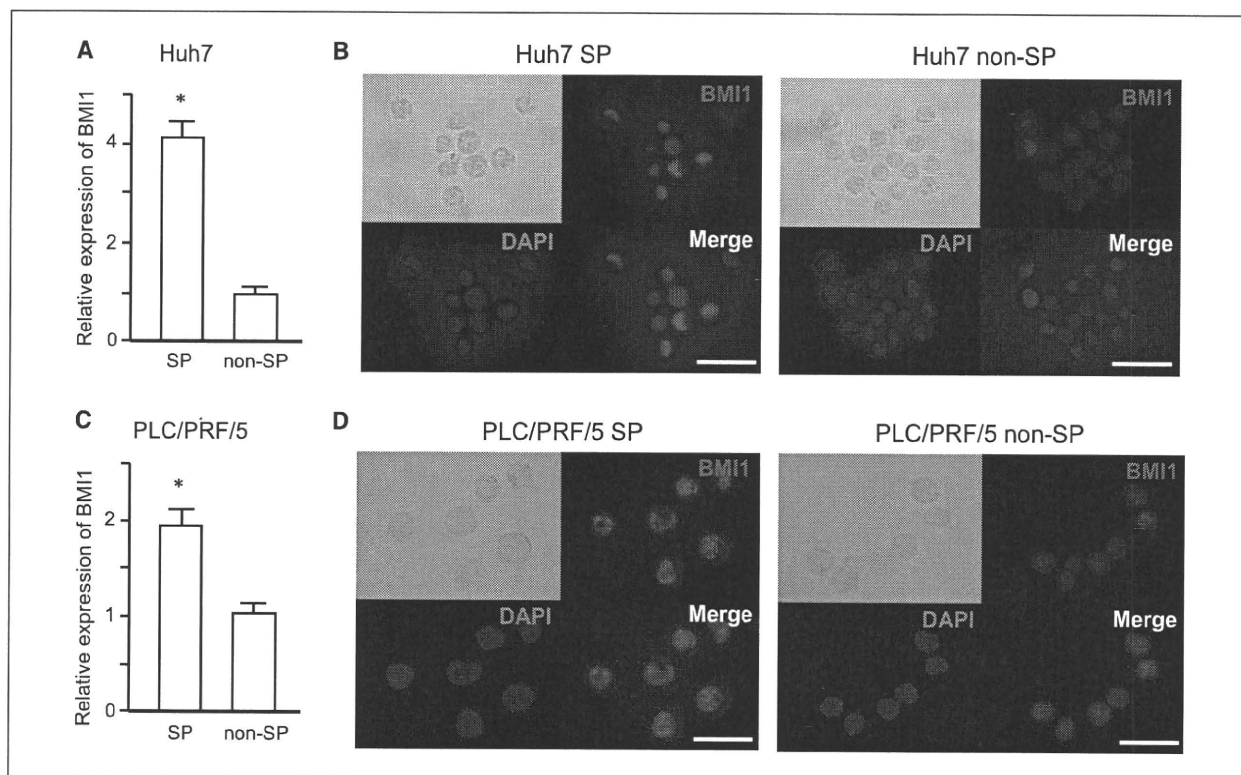 A
Huh7
Relative expression of BMI1
4
2
1
0
SP
non-SP
*
B
Huh7 SP
BMI1
DAPI
Merge
Huh7 non-SP
BMI1
DAPI
Merge
C
PLC/PRF/5
Relative expression of BMI1
2
1
0
SP
non-SP
*
D
PLC/PRF/5 SP
BMI1
DAPI
Merge
PLC/PRF/5 non-SP
BMI1
DAPI
Merge